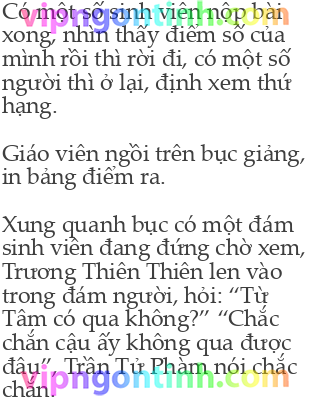 Có một số sinh viên nộp bài
xong, nhìn thấy điểm số của
mình rồi thì rời đi, có một số
người thì ở lại, định xem thứ
hạng.
Giáo viên ngồi trên bục giảng,
in bảng điểm ra.
Xung quanh bục có một đám
sinh viên đang đứng chờ xem,
Trương Thiên Thiên len vào
trong đám người, hỏi: “Từ
Tâm có qua không?” “Chắc
chắn cậu ấy không qua được
đâu”, Trần Tử Phàm nói chắc
chắn.
vipngontinh.com
vipngontinh.com